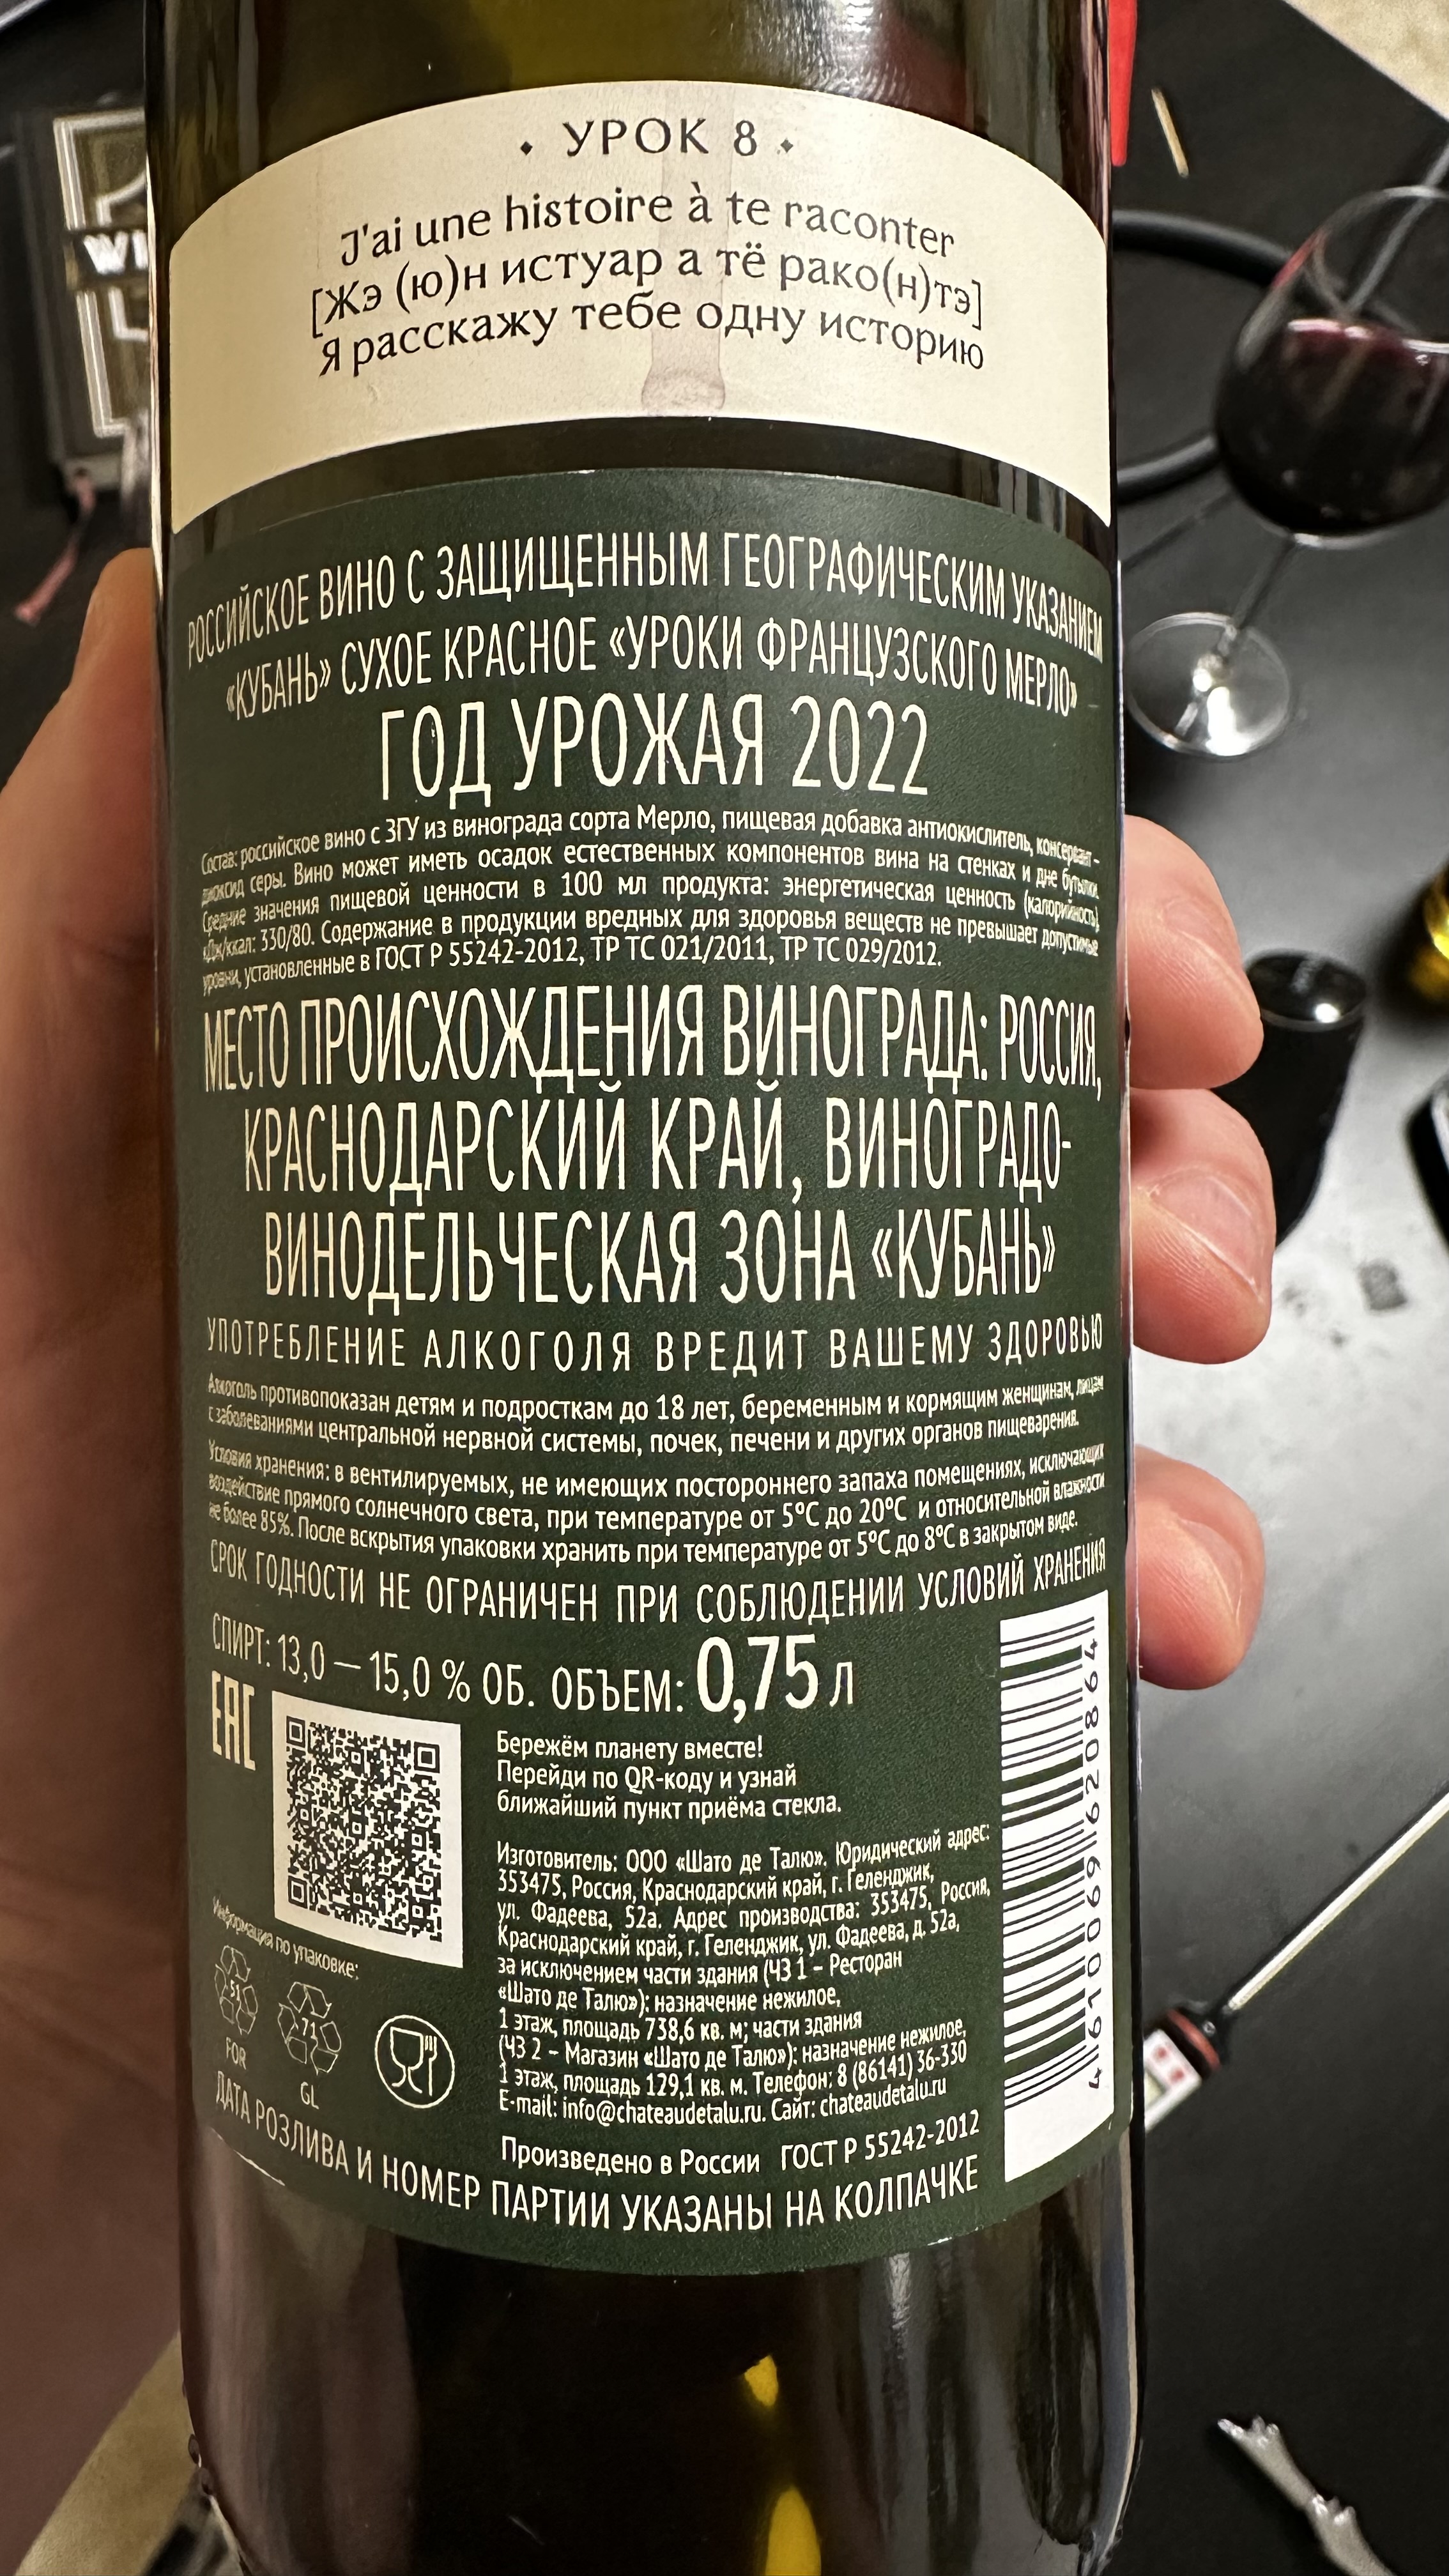 УРОК 8
J'ai une histoire à te raconter
[Жэ (ю)н истуар а тё рако(н)тэ]
Я расскажу тебе одну историю
РОССИЙСКОЕ ВИНО С ЗАЩИЩЕННЫМ ГЕОГРАФИЧЕСКИМ УКАЗАНИЕМ
«КУБАНЬ» СУХОЕ КРАСНОЕ «УРОКИ ФРАНЦУЗСКОГО МЕРЛО»
ГОД УРОЖАЯ 2022
Состав: российское вино с ЗГУ из винограда сорта Мерло, пищевая добавка антиокислитель, консервант –
диоксид серы. Вино может иметь осадок естественных компонентов вина на стенках и дне бутылки.
Средние значения пищевой ценности в 100 мл продукта: энергетическая ценность (калорийность),
кДж/ккал: 330/80. Содержание в продукции вредных для здоровья веществ не превышает допустимые
уровни, установленные в ГОСТ Р 55242-2012, ТР ТС 021/2011, ТР ТС 029/2012.
МЕСТО ПРОИСХОЖДЕНИЯ ВИНОГРАДА: РОССИЯ,
КРАСНОДАРСКИЙ КРАЙ, ВИНОГРАДО-
ВИНОДЕЛЬЧЕСКАЯ ЗОНА «КУБАНЬ»
УПОТРЕБЛЕНИЕ АЛКОГОЛЯ ВРЕДИТ ВАШЕМУ ЗДОРОВЬЮ
Алкоголь противопоказан детям и подросткам до 18 лет, беременным и кормящим женщинам, лицам
с заболеваниями центральной нервной системы, почек, печени и других органов пищеварения.
Условия хранения: в вентилируемых, не имеющих постороннего запаха помещениях, исключающих
воздействие прямого солнечного света, при температуре от 5°С до 20°С и относительной влажности
не более 85%. После вскрытия упаковки хранить при температуре от 5°С до 8°С в закрытом виде.
СРОК ГОДНОСТИ НЕ ОГРАНИЧЕН ПРИ СОБЛЮДЕНИИ УСЛОВИЙ ХРАНЕНИЯ
СПИРТ: 13,0 – 15,0 % ОБ. ОБЪЕМ: 0,75 л
ЕАС
Бережём планету вместе!
Перейди по QR-коду и узнай
ближайший пункт приёма стекла.
Изготовитель: ООО «Шато де Талю». Юридический адрес:
353475, Россия, Краснодарский край, г. Геленджик,
ул. Фадеева, 52а. Адрес производства: 353475, Россия,
Краснодарский край, г. Геленджик, ул. Фадеева, д. 52а,
за исключением части здания (ЧЗ 1 – Ресторан
«Шато де Талю»): назначение нежилое,
1 этаж, площадь 738,6 кв. м; части здания
(ЧЗ 2 – Магазин «Шато де Талю»): назначение нежилое,
1 этаж, площадь 129,1 кв. м. Телефон: 8 (86141) 36-330
E-mail: info@chateaudetalu.ru. Сайт: chateaudetalu.ru
Произведено в России ГОСТ Р 55242-2012
Информация по упаковке:
51
FOR
71
GL
ДАТА РОЗЛИВА И НОМЕР ПАРТИИ УКАЗАНЫ НА КОЛПАЧКЕ
4610069620864